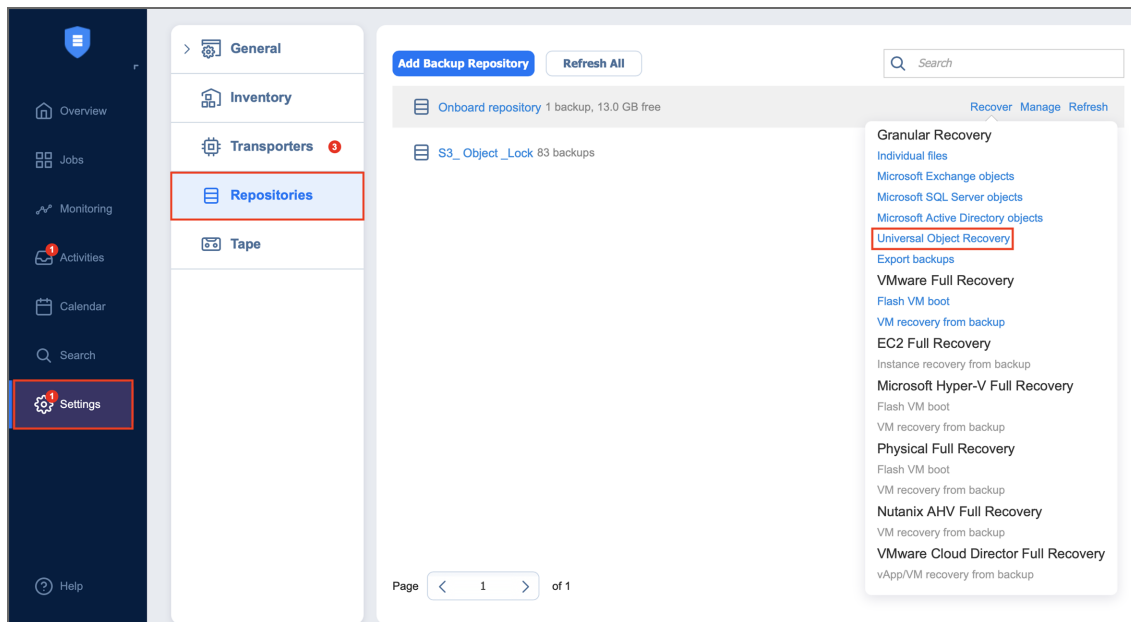 Overview
Jobs
Monitoring
1
Activities
Calendar
Search
1
Settings
Help
General
Inventory
Transporters 3
Repositories
Tape
Add Backup Repository Refresh All
Search
Onboard repository 1 backup, 13.0 GB free
Recover Manage Refresh
S3_ Object _Lock 83 backups
Granular Recovery
Individual files
Microsoft Exchange objects
Microsoft SQL Server objects
Microsoft Active Directory objects
Universal Object Recovery
Export backups
VMware Full Recovery
Flash VM boot
VM recovery from backup
EC2 Full Recovery
Instance recovery from backup
Microsoft Hyper-V Full Recovery
Flash VM boot
VM recovery from backup
Physical Full Recovery
Flash VM boot
VM recovery from backup
Nutanix AHV Full Recovery
VM recovery from backup
VMware Cloud Director Full Recovery
vApp/VM recovery from backup
Page 1 of 1